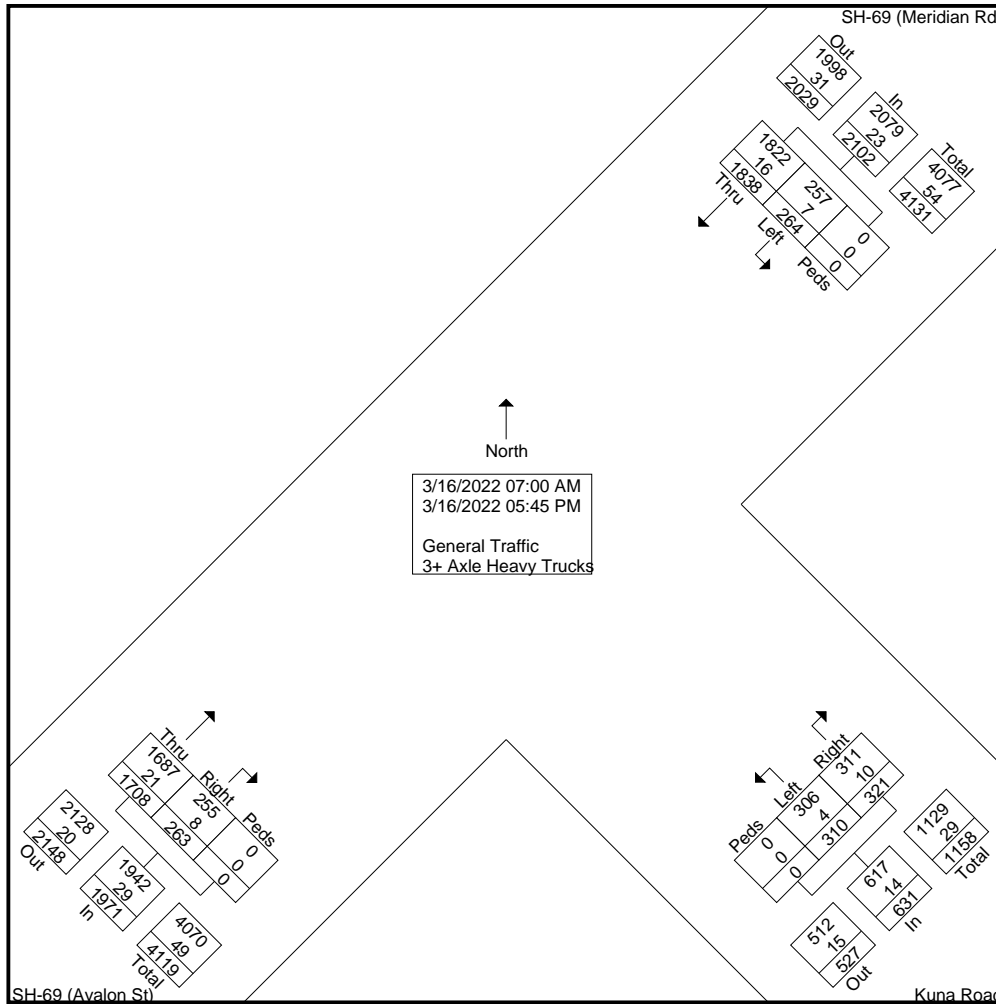 SH-69 (Meridian Rd
Out
1998
31
2029
In
2079
23
2102
Total
4077
54
4131
1822
16
1838
Thru
257
7
264
Left
0
0
0
Peds
North
3/16/2022 07:00 AM
3/16/2022 05:45 PM
General Traffic
3+ Axle Heavy Trucks
Thru
1687
21
1708
Right
255
8
263
Peds
0
0
0
2128
20
2148
Out
1942
29
1971
In
4070
49
4119
Total
SH-69 (Avalon St)
Right
311
10
321
Left
306
4
310
Peds
0
0
0
1129
29
1158
Total
617
14
631
In
512
15
527
Out
Kuna Road